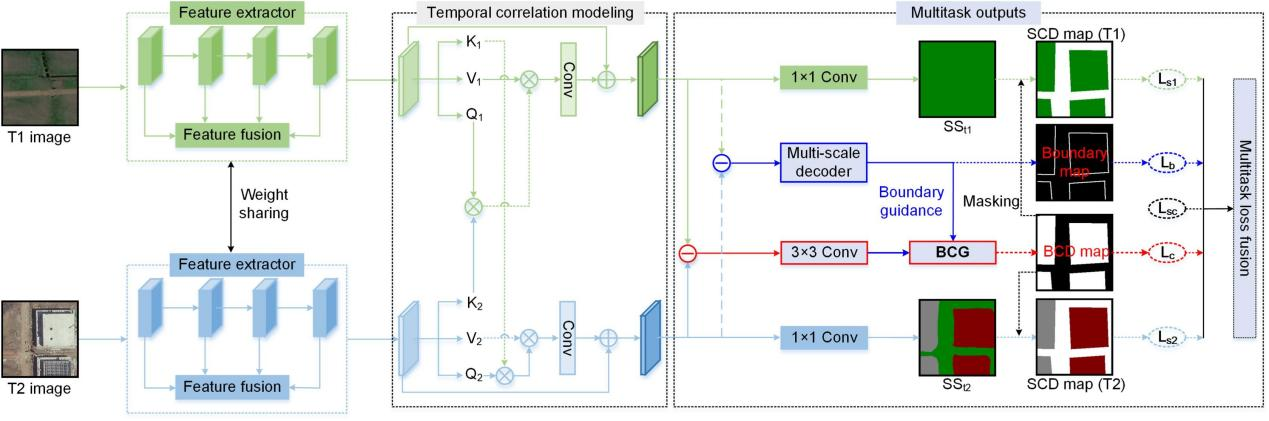 Feature extractor
Temporal correlation modeling
Multitask outputs
T1 image
Feature fusion
Weight
sharing
Feature extractor
T2 image
Feature fusion
K1
V1
Q1
Conv
K2
V2
Q2
Conv
1×1 Conv
SSt1
SCD map (T1)
Ls1
Multi-scale
decoder
Boundary
map
Lb
Boundary
guidance
Masking
Lsc
3×3 Conv
BCG
BCD map
Lc
1×1 Conv
SSt2
SCD map (T2)
Ls2
Multitask loss fusion